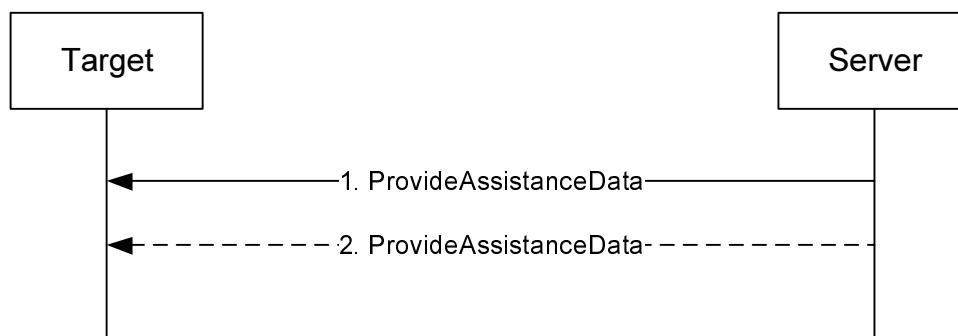 Target
Server
1. ProvideAssistanceData
2. ProvideAssistanceData